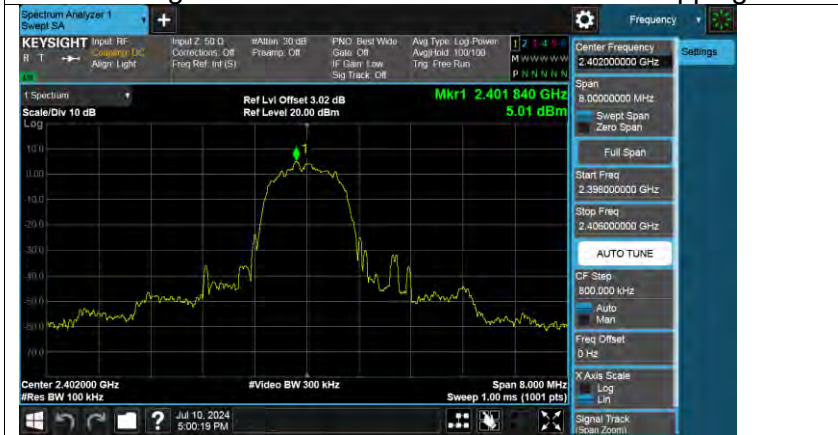 Spectrum Analyzer 1
Swept SA
+
Frequency
KEYSIGHT
Input: RF
Coupling: DC
Align: Light
Input Z: 50 Ω
Corrections: Off
Freq Ref: Int (S)
#Atten: 30 dB
Preamp: Off
PNO: Best Wide
Gate: Off
IF Gain: Low
Sig Track: Off
Avg Type: Log-Power
Avg|Hold: 100/100
Trig: Free Run
1 2 3 4 5 6
M W W W W W
P N N N N N
R T
Center Frequency
2.402000000 GHz
Settings
Span
8.00000000 MHz
Swept Span
Zero Span
Full Span
Start Freq
2.398000000 GHz
Stop Freq
2.406000000 GHz
AUTO TUNE
CF Step
800.000 kHz
Auto
Man
Freq Offset
0 Hz
X Axis Scale
Log
Lin
Signal Track
(Span Zoom)
1 Spectrum
Scale/Div 10 dB
Log
Ref Lvl Offset 3.02 dB
Ref Level 20.00 dBm
Mkr1 2.401 840 GHz
5.01 dBm
1
10.0
0.00
-10.0
-20.0
-30.0
-40.0
-50.0
-60.0
-70.0
Center 2.402000 GHz
#Res BW 100 kHz
#Video BW 300 kHz
Span 8.000 MHz
Sweep 1.00 ms (1001 pts)
?
Jul 10, 2024
5:00:19 PM